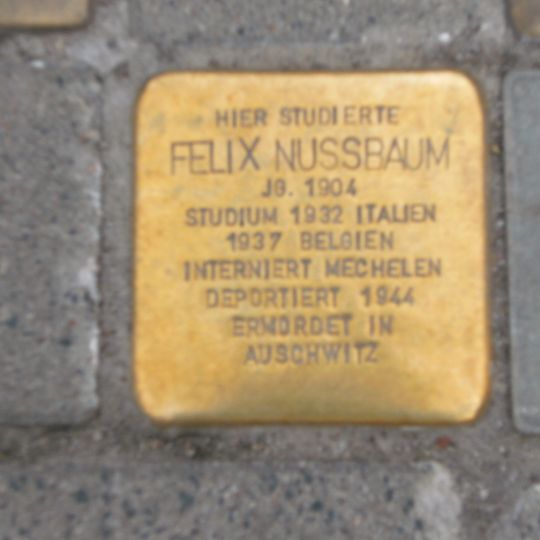 HIER STUDIERTE
FELIX NUSSBAUM
JG. 1904
STUDIUM 1932 ITALIEN
1937 BELGIEN
INTERNIERT MECHELEN
DEPORTIERT 1944
ERMORDET IN
AUSCHWITZ